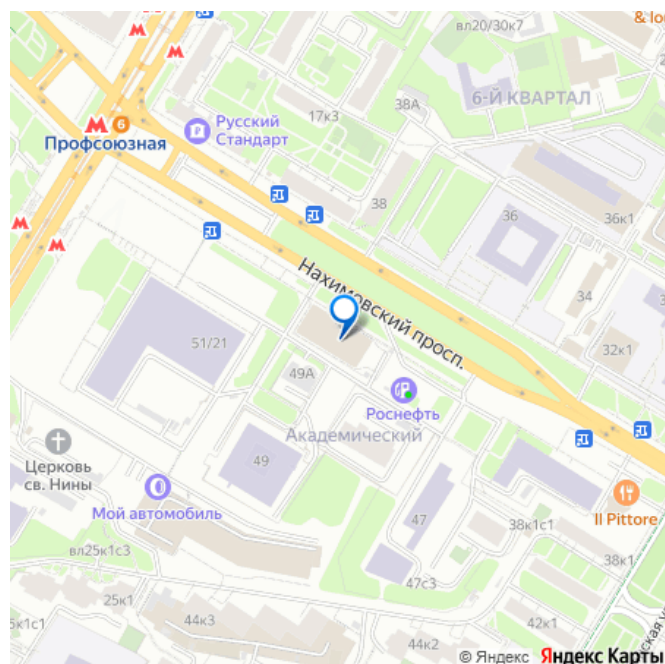 & lou
вл20/30к7
6-Й КВАРТАЛ
38А
17к3
6
Русский
Стандарт
Профсоюзная
38
36
36к1
Нахимовский просп.
34
32к1
51/21
49А
Роснефть
Академический
Церковь
св. Нины
49
Мой автомобиль
47
38к1с1
Il Pittore
вл25к1с3
38к1
47с3
25к1
44к3
42к1
44к2
© Яндекс Яндекс Карты